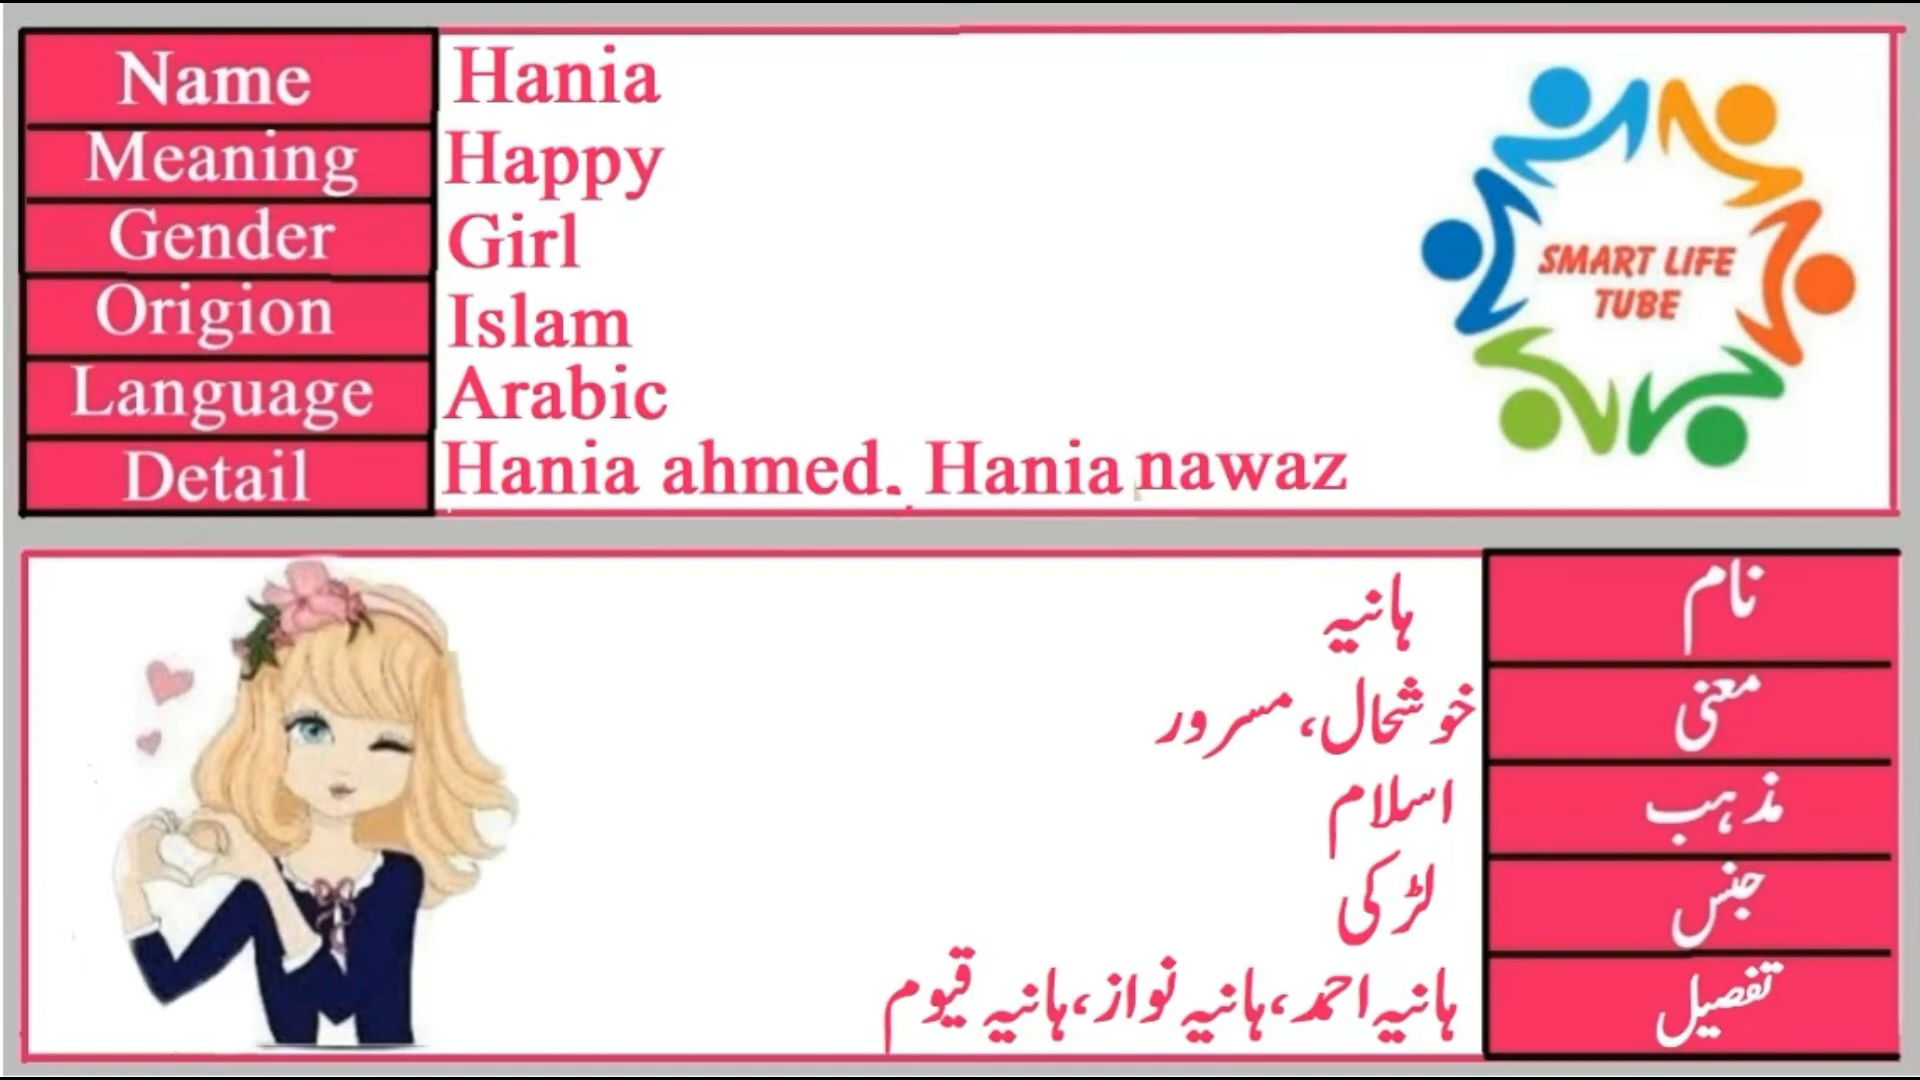 Name Hania
Meaning Happy
Gender Girl
Origion Islam
Language Arabic
Detail Hania ahmed, Hania nawaz
SMART LIFE
TUBE
نام ہانیہ
معنی خوشحال، مسرور
مذہب اسلام
جنس لڑکی
تفصیل ہانیہ احمد، ہانیہ نواز، ہانیہ قیوم